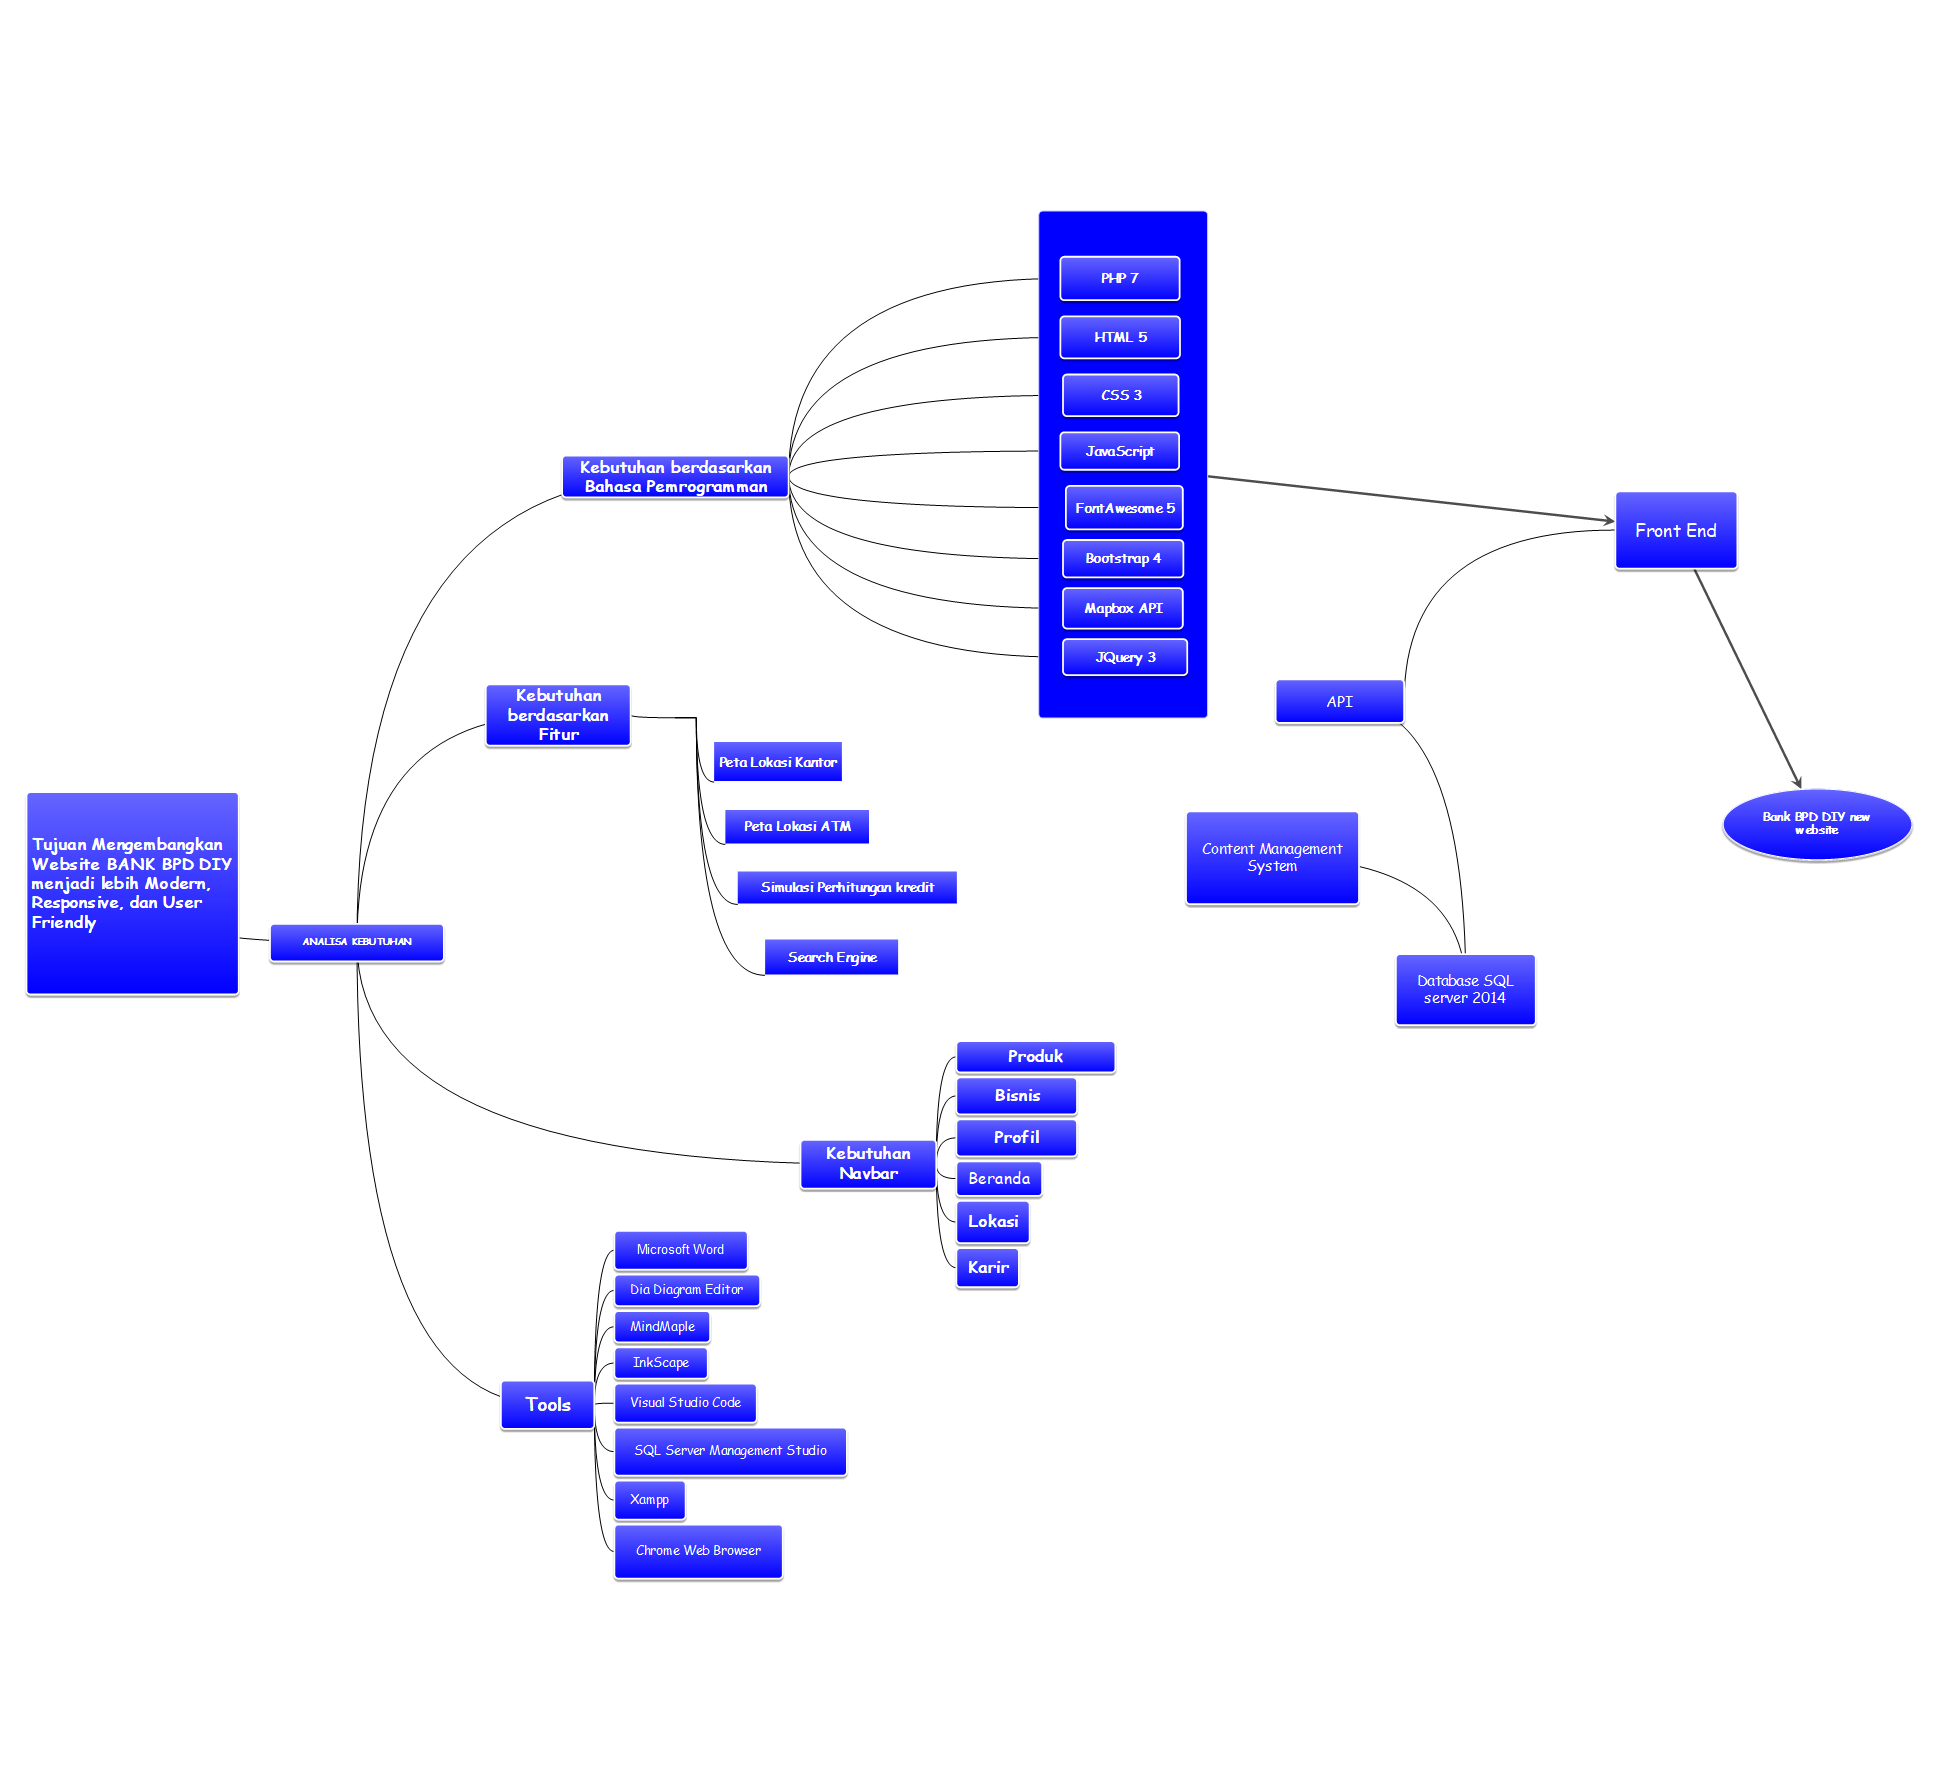 Tujuan Mengembangkan
Website BANK BPD DIY
menjadi lebih Modern,
Responsive, dan User
Friendly
ANALISA KEBUTUHAN
Kebutuhan berdasarkan
Bahasa Pemrogramman
PHP 7
HTML 5
CSS 3
JavaScript
FontAwesome 5
Bootstrap 4
Mapbox API
JQuery 3
Kebutuhan
berdasarkan
Fitur
Peta Lokasi Kantor
Peta Lokasi ATM
Simulasi Perhitungan kredit
Search Engine
Kebutuhan
Navbar
Produk
Bisnis
Profil
Beranda
Lokasi
Karir
Tools
Microsoft Word
Dia Diagram Editor
MindMaple
InkScape
Visual Studio Code
SQL Server Management Studio
Xampp
Chrome Web Browser
Front End
API
Content Management
System
Database SQL
server 2014
Bank BPD DIY new
website